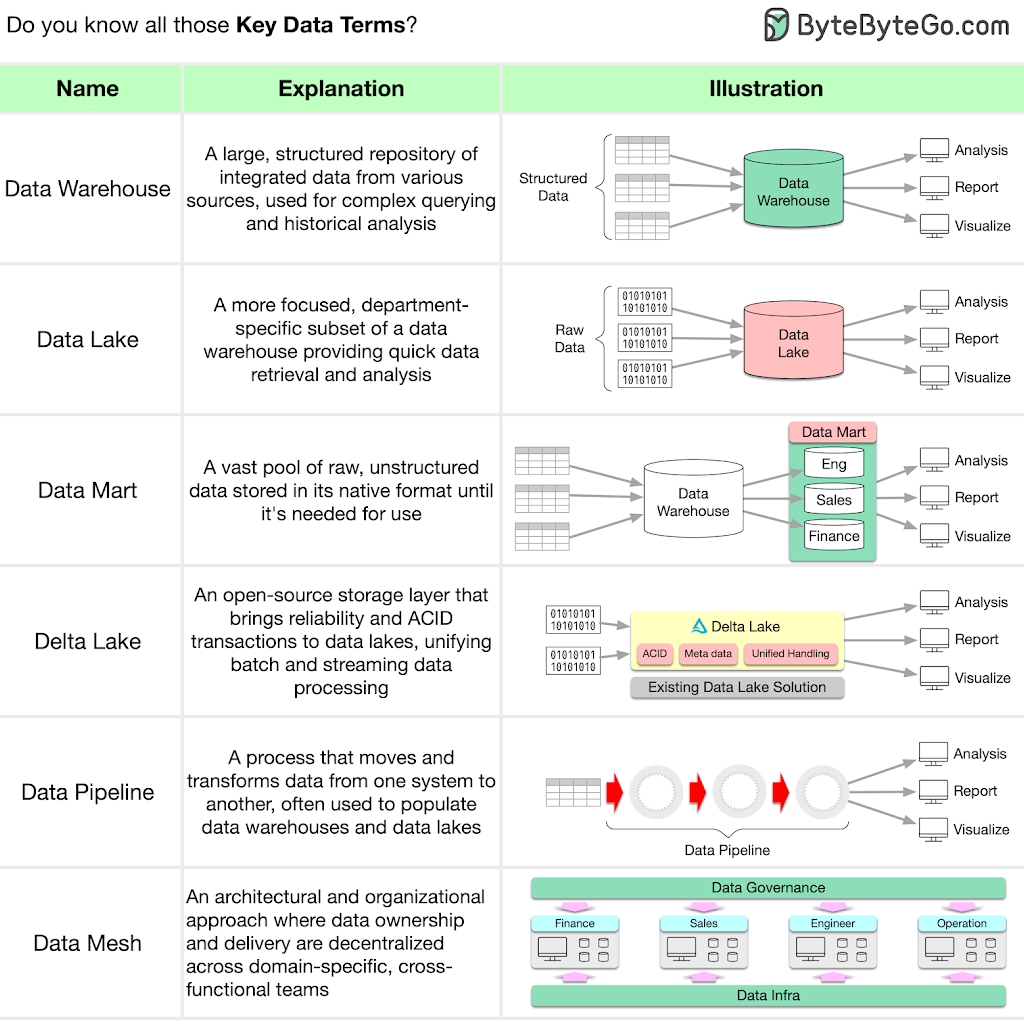 Do you know all those Key Data Terms?
ByteByteGo.com
Name
Explanation
Illustration
Data Warehouse
A large, structured repository of
integrated data from various
sources, used for complex querying
and historical analysis
Structured
Data
Data
Warehouse
Analysis
Report
Visualize
Data Lake
A more focused, department-
specific subset of a data
warehouse providing quick data
retrieval and analysis
Raw
Data
01010101
10101010
01010101
10101010
01010101
10101010
Data
Lake
Analysis
Report
Visualize
Data Mart
A vast pool of raw, unstructured
data stored in its native format until
it's needed for use
Data
Warehouse
Data Mart
Eng
Sales
Finance
Analysis
Report
Visualize
Delta Lake
An open-source storage layer that
brings reliability and ACID
transactions to data lakes, unifying
batch and streaming data
processing
01010101
10101010
01010101
10101010
Delta Lake
ACID
Meta data
Unified Handling
Existing Data Lake Solution
Analysis
Report
Visualize
Data Pipeline
A process that moves and
transforms data from one system to
another, often used to populate
data warehouses and data lakes
Data Pipeline
Analysis
Report
Visualize
Data Mesh
An architectural and organizational
approach where data ownership
and delivery are decentralized
across domain-specific, cross-
functional teams
Data Governance
Finance
Sales
Engineer
Operation
Data Infra